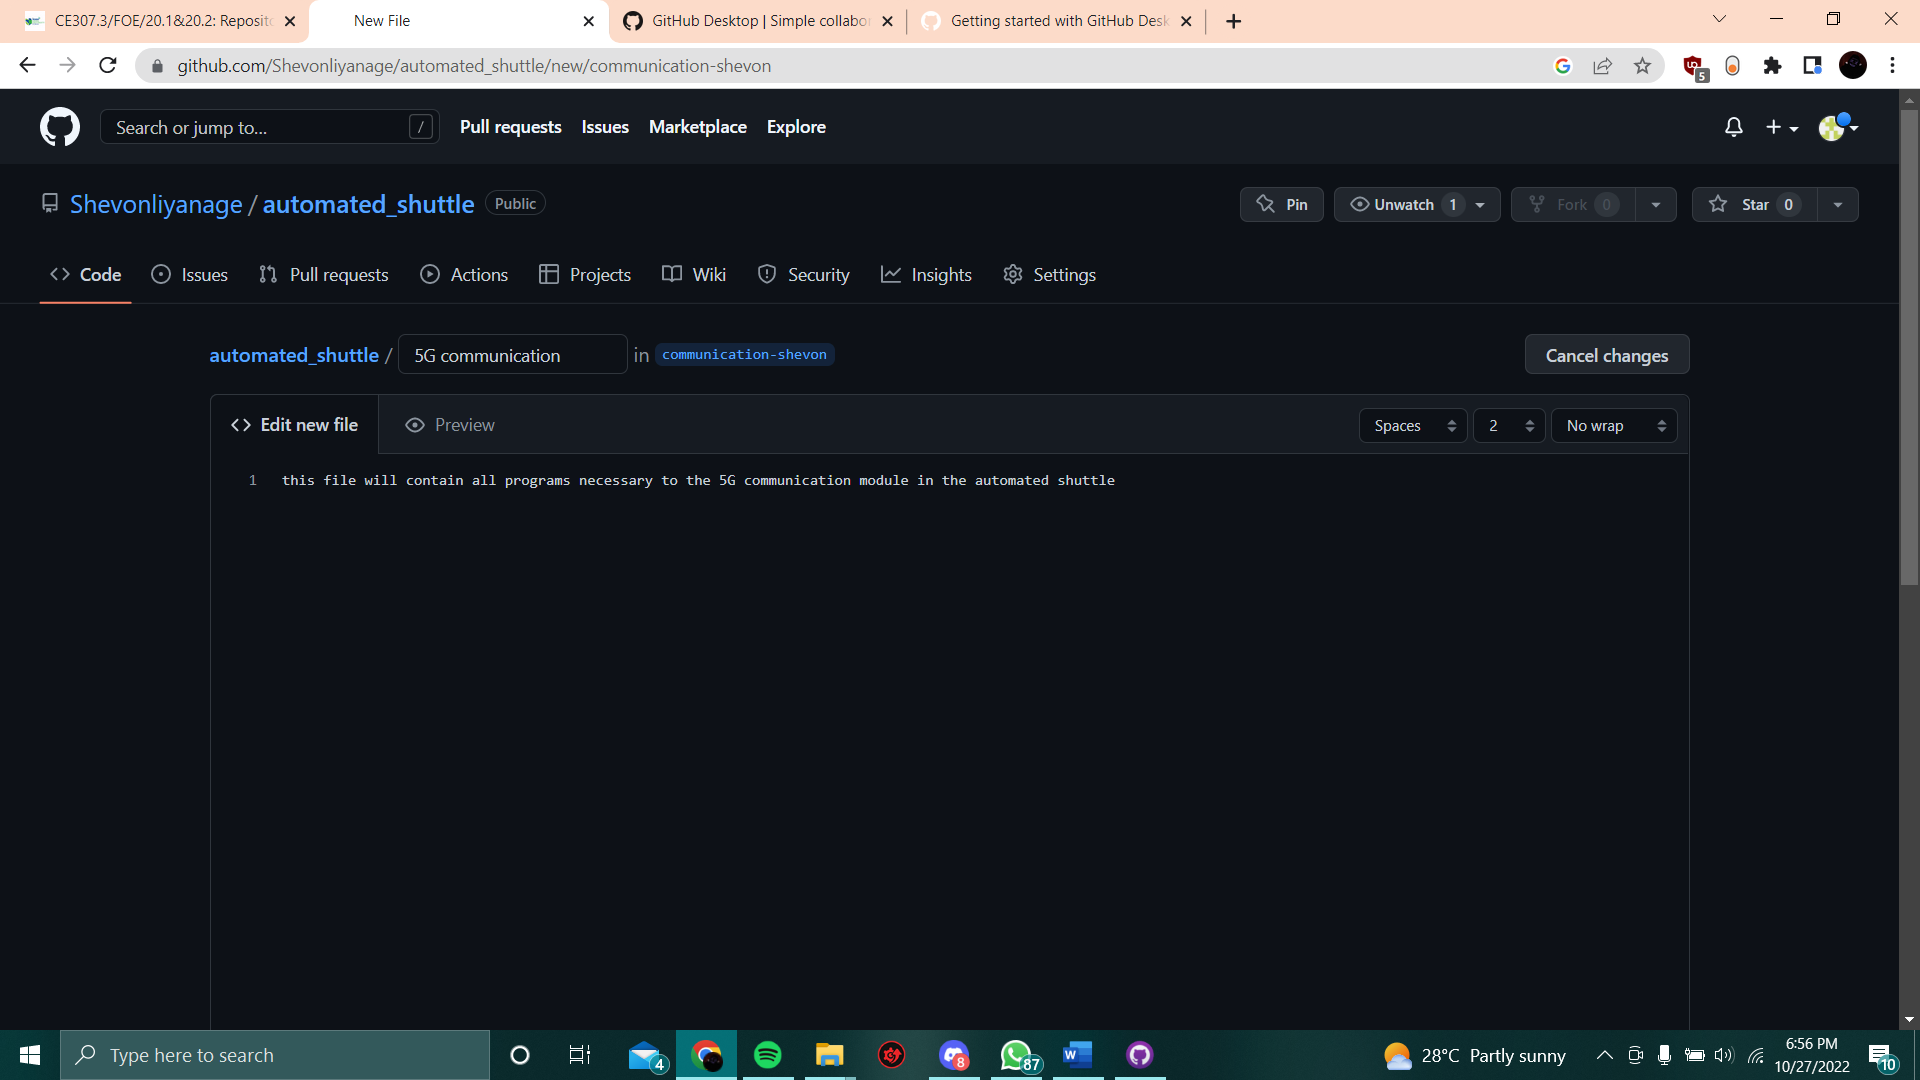 CE307.3/FOE/20.1&20.2: Reposito
New File
GitHub Desktop | Simple collabor
Getting started with GitHub Desk
github.com/Shevonliyanage/automated_shuttle/new/communication-shevon
5
Search or jump to... /
Pull requests
Issues
Marketplace
Explore
Shevonliyanage / automated_shuttle Public
Pin
Unwatch 1
Fork 0
Star 0
Code
Issues
Pull requests
Actions
Projects
Wiki
Security
Insights
Settings
automated_shuttle / 5G communication in communication-shevon
Cancel changes
Edit new file
Preview
Spaces
2
No wrap
1 this file will contain all programs necessary to the 5G communication module in the automated shuttle
Type here to search
4
8
87
W
28°C Partly sunny
6:56 PM
10/27/2022
10